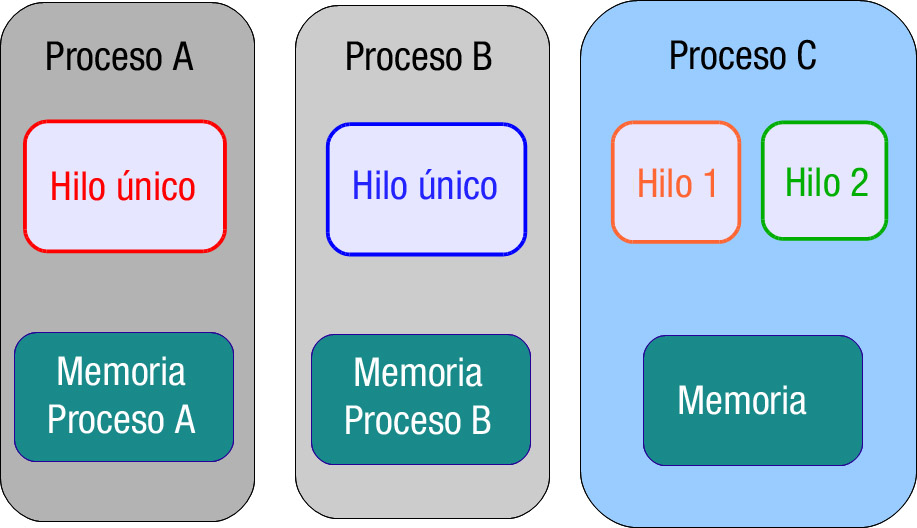 Proceso A
Hilo único
Memoria
Proceso A
Proceso B
Hilo único
Memoria
Proceso B
Proceso C
Hilo 1
Hilo 2
Memoria